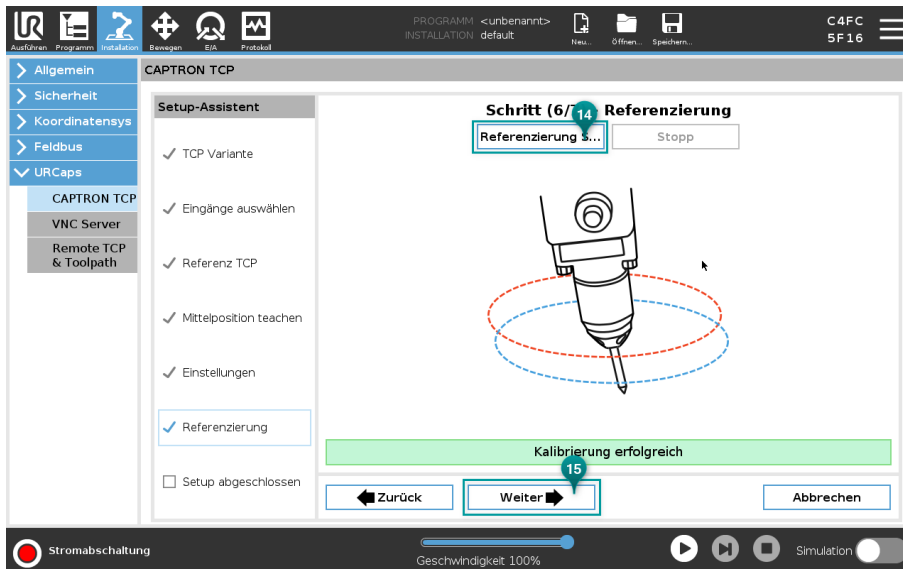 PROGRAMM <unbenannt>
INSTALLATION default
C4FC
5F16
Ausführen Programm Installation Bewegen E/A Protokoll Neu... Öffnen... Speichern...
Allgemein
Sicherheit
Koordinatensys
Feldbus
URCaps
CAPTRON TCP
VNC Server
Remote TCP
& Toolpath
CAPTRON TCP
Setup-Assistent
TCP Variante
Eingänge auswählen
Referenz TCP
Mittelposition teachen
Einstellungen
Referenzierung
Setup abgeschlossen
Schritt (6/ Referenzierung
14
Referenzierung S... Stopp
Kalibrierung erfolgreich
15
Zurück Weiter Abbrechen
Stromabschaltung
Geschwindigkeit 100%
Simulation